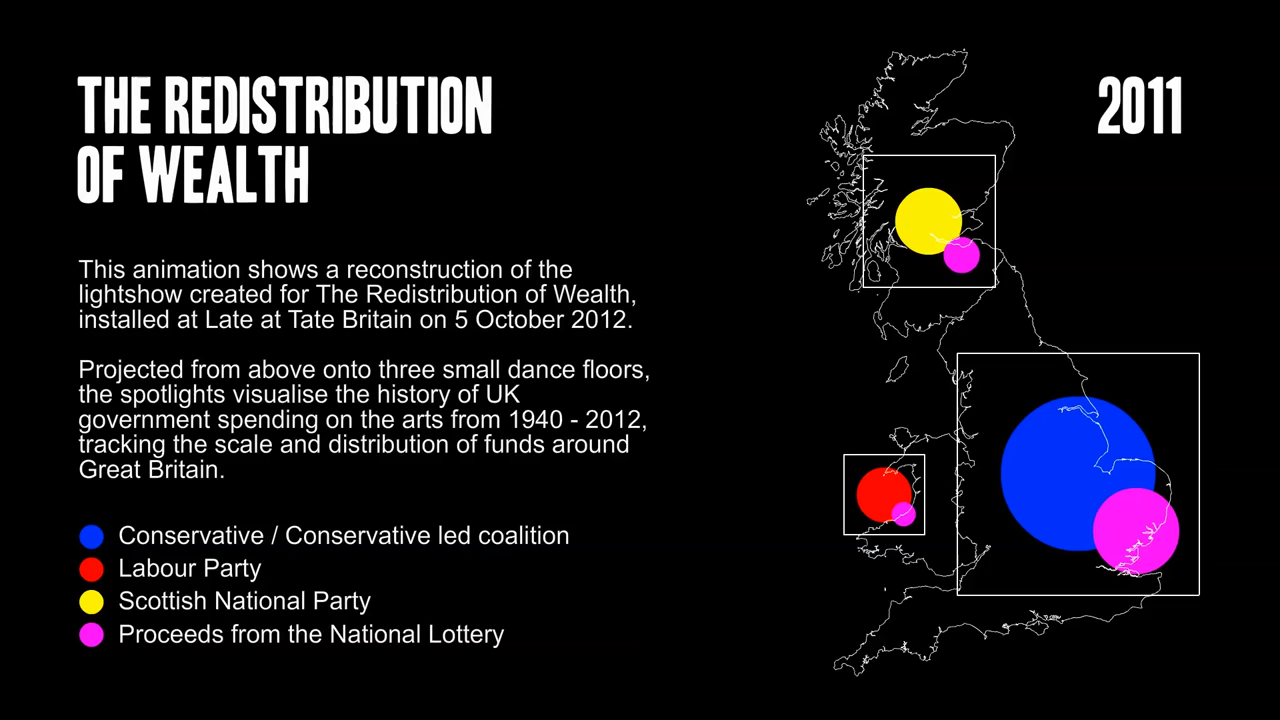 THE REDISTRIBUTION
OF WEALTH
2011
This animation shows a reconstruction of the
lightshow created for The Redistribution of Wealth,
installed at Late at Tate Britain on 5 October 2012.
Projected from above onto three small dance floors,
the spotlights visualise the history of UK
government spending on the arts from 1940 - 2012,
tracking the scale and distribution of funds around
Great Britain.
Conservative / Conservative led coalition
Labour Party
Scottish National Party
Proceeds from the National Lottery